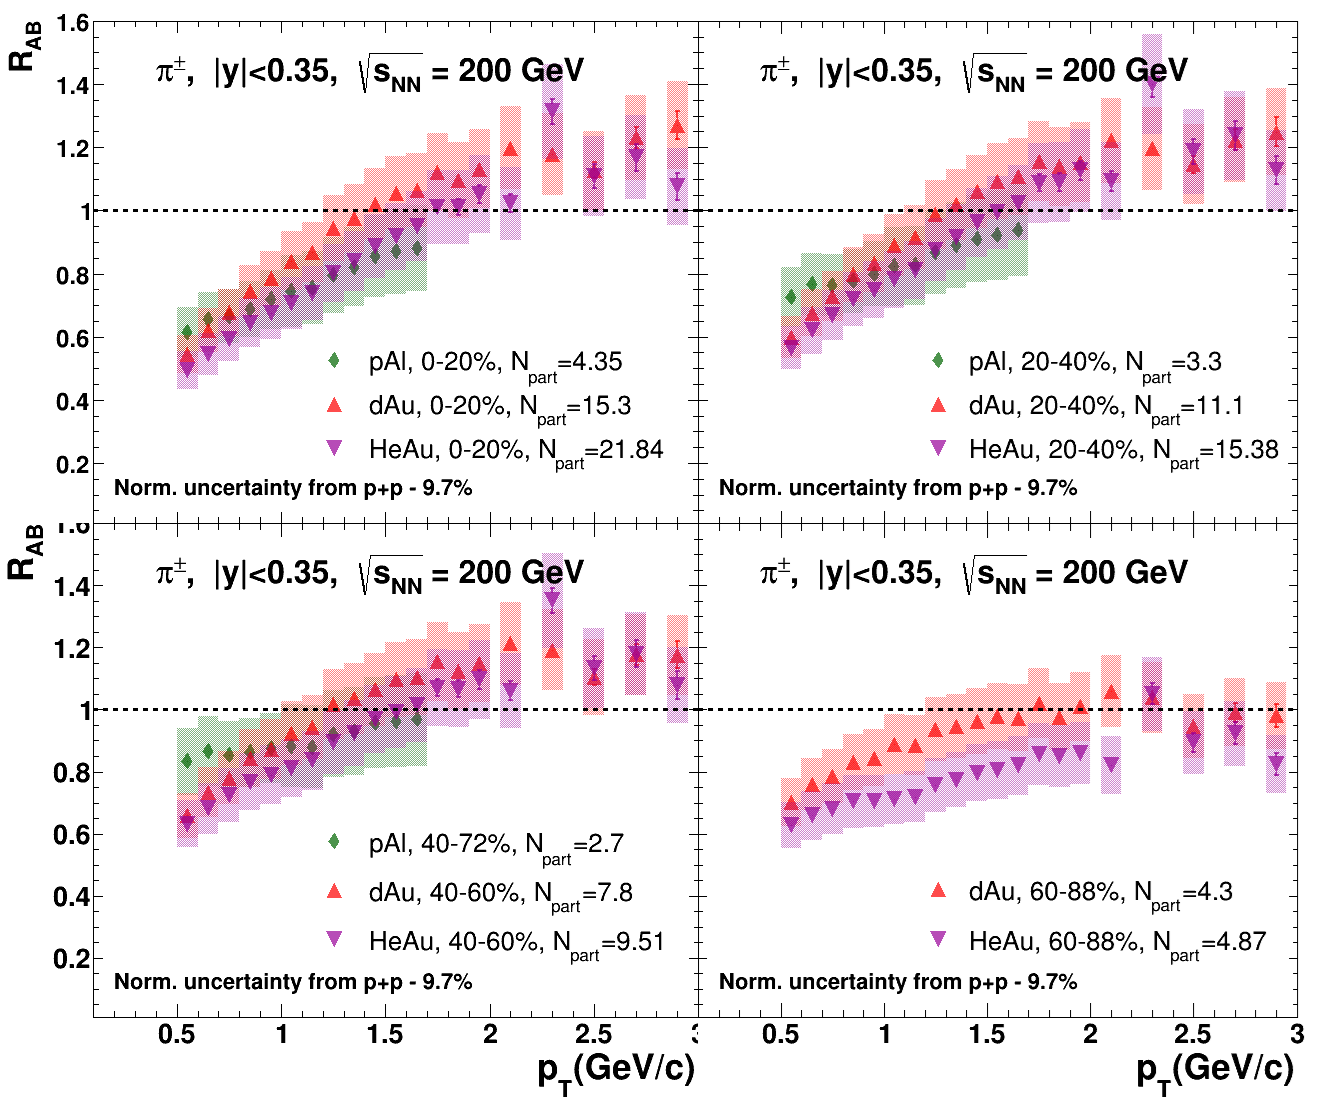 R_AB
1.6
1.4
1.2
1
0.8
0.6
0.4
0.2
π±, |y|<0.35, √s_NN = 200 GeV
pAl, 0-20%, N_part=4.35
dAu, 0-20%, N_part=15.3
HeAu, 0-20%, N_part=21.84
Norm. uncertainty from p+p - 9.7%
π±, |y|<0.35, √s_NN = 200 GeV
pAl, 20-40%, N_part=3.3
dAu, 20-40%, N_part=11.1
HeAu, 20-40%, N_part=15.38
Norm. uncertainty from p+p - 9.7%
R_AB
1.6
1.4
1.2
1
0.8
0.6
0.4
0.2
π±, |y|<0.35, √s_NN = 200 GeV
pAl, 40-72%, N_part=2.7
dAu, 40-60%, N_part=7.8
HeAu, 40-60%, N_part=9.51
Norm. uncertainty from p+p - 9.7%
0.5 1 1.5 2 2.5
p_T(GeV/c)
π±, |y|<0.35, √s_NN = 200 GeV
dAu, 60-88%, N_part=4.3
HeAu, 60-88%, N_part=4.87
Norm. uncertainty from p+p - 9.7%
0.5 1 1.5 2 2.5 3
p_T(GeV/c)